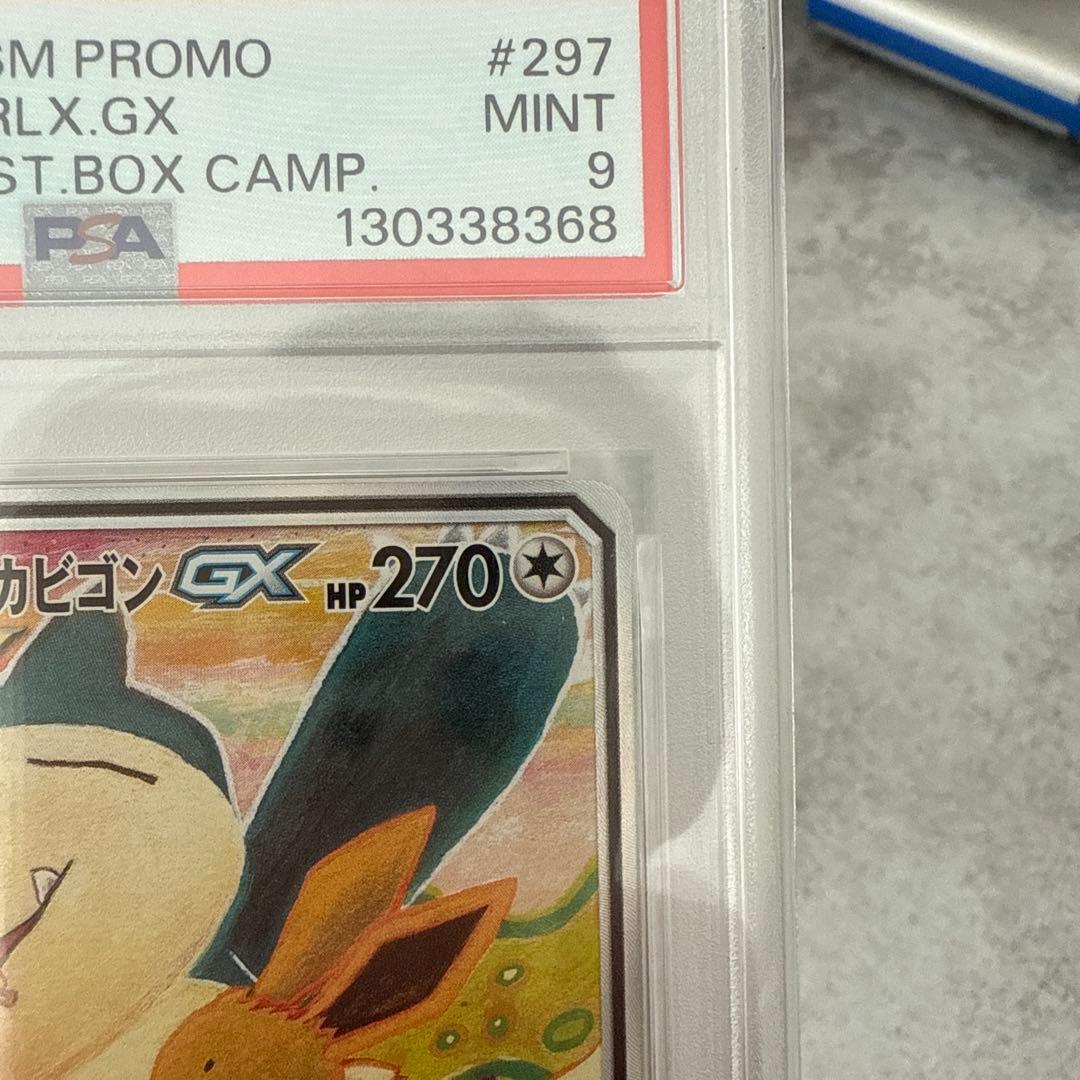 SM PROMO #297
RLX.GX MINT
ST.BOX CAMP. 9
PSA 130338368
カビゴン GX HP 270